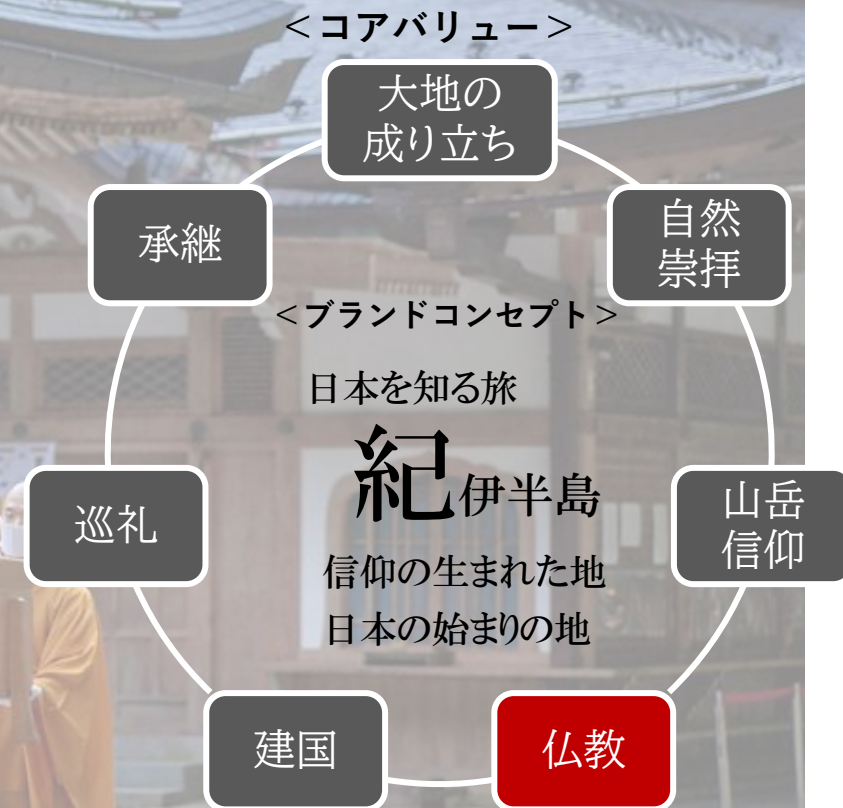 <コアバリュー>
大地の
成り立ち
自然
崇拝
承継
<ブランドコンセプト>
日本を知る旅
紀伊半島
信仰の生まれた地
日本の始まりの地
山岳
信仰
巡礼
仏教
建国